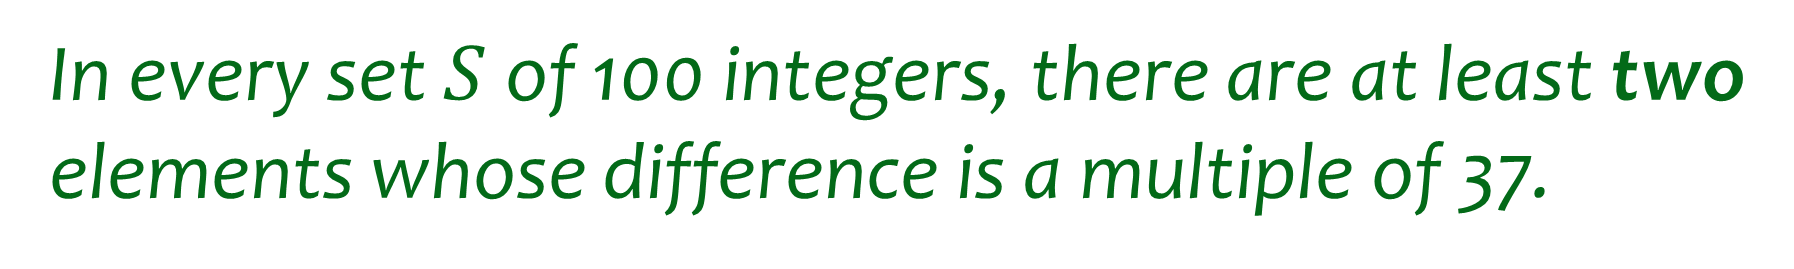 In every set S of 100 integers, there are at least two
elements whose difference is a multiple of 37.